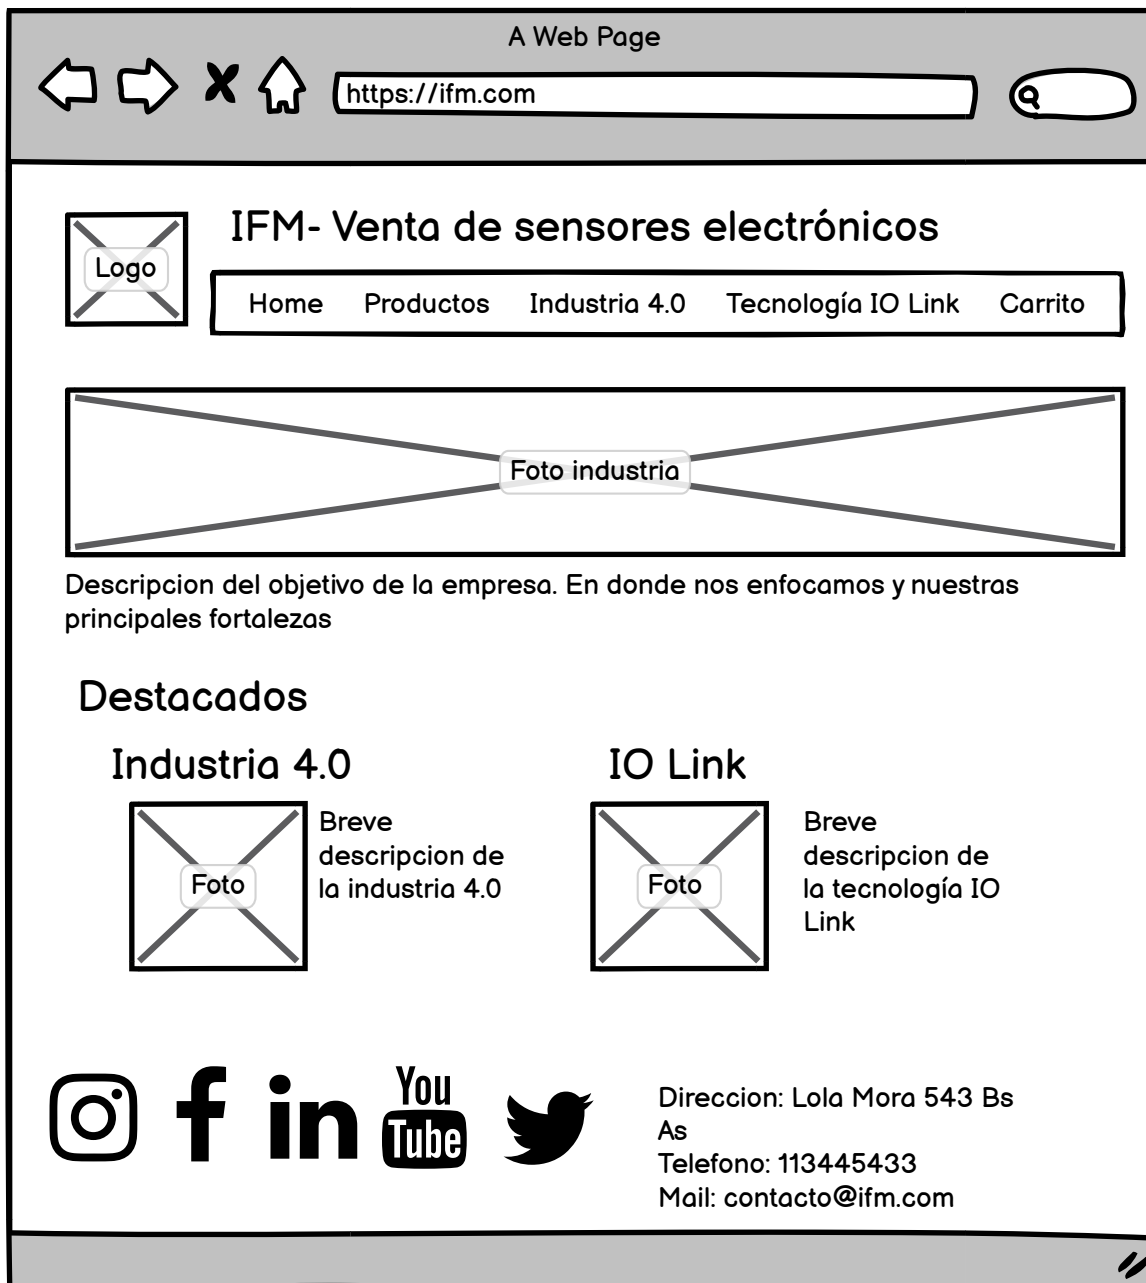 A Web Page
https://ifm.com
IFM- Venta de sensores electrónicos
Logo
Home Productos Industria 4.0 Tecnología IO Link Carrito
Foto industria
Descripcion del objetivo de la empresa. En donde nos enfocamos y nuestras
principales fortalezas
Destacados
Industria 4.0
Foto
Breve
descripcion de
la industria 4.0
IO Link
Foto
Breve
descripcion de
la tecnología IO
Link
in
You
Tube
Direccion: Lola Mora 543 Bs
As
Telefono: 113445433
Mail: contacto@ifm.com